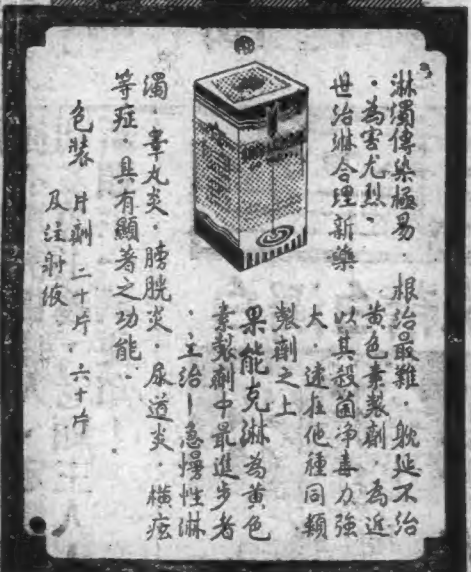 淋濁傳染極易．根治最難．躭延不治
．為害尤烈．黃色素製劑．為近
世治淋合理新藥
以其殺菌净毒力強
大．遠在他種同類
製劑之上
果能克淋為黃色
素製劑中最進步者
．主治－急慢性淋
濁．睾丸炎．膀胱炎．尿道炎．橫痃
等症．具有顯著之功能．
包裝 片劑 二十片．六十片
及注射液